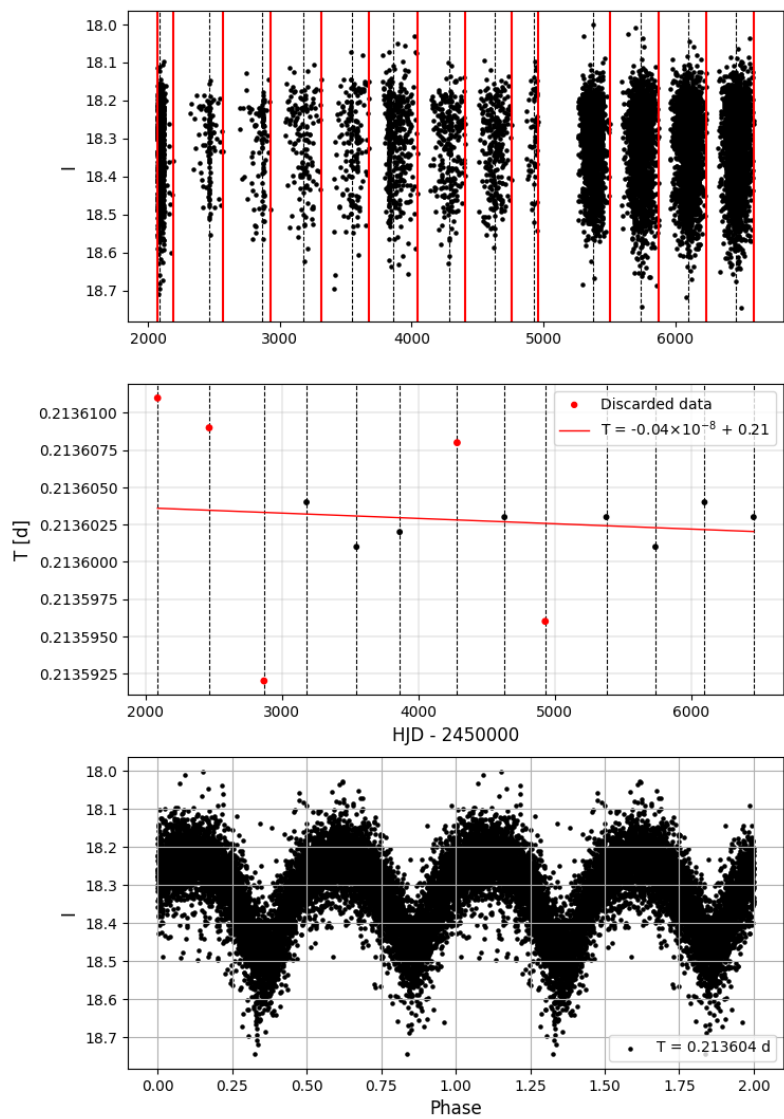 18.0
18.1
18.2
18.3
18.4
18.5
18.6
18.7
I
2000 3000 4000 5000 6000
0.2136100
0.2136075
0.2136050
0.2136025
0.2136000
0.2135975
0.2135950
0.2135925
T [d]
Discarded data
T = -0.04×10⁻⁸ + 0.21
2000 3000 4000 5000 6000
HJD - 2450000
18.0
18.1
18.2
18.3
18.4
18.5
18.6
18.7
I
T = 0.213604 d
0.00 0.25 0.50 0.75 1.00 1.25 1.50 1.75 2.00
Phase